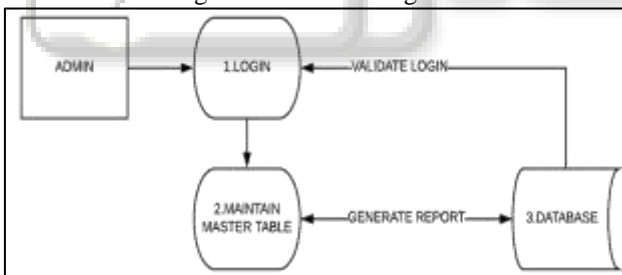 ADMIN
1.LOGIN
VALIDATE LOGIN
2.MAINTAIN
MASTER TABLE
GENERATE REPORT
3.DATABASE